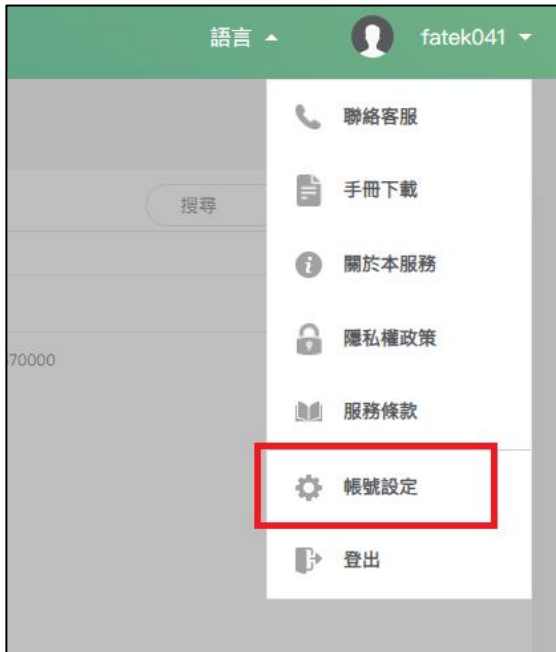 語言
fatek041
聯絡客服
手冊下載
搜尋
關於本服務
隱私權政策
70000
服務條款
帳號設定
登出